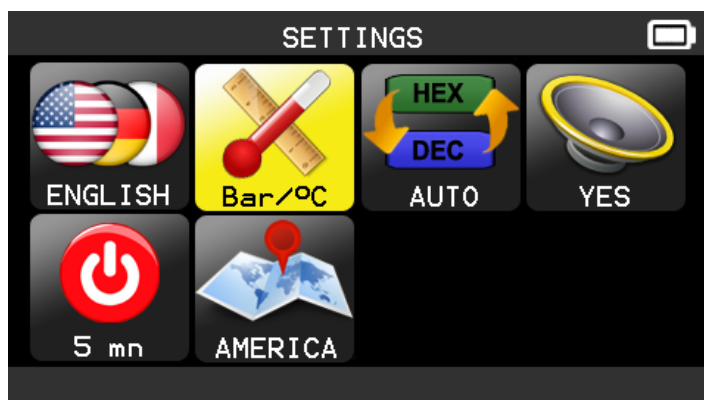 SETTINGS
HEX
DEC
ENGLISH
Bar/ºC
AUTO
YES
5 mn
AMERICA